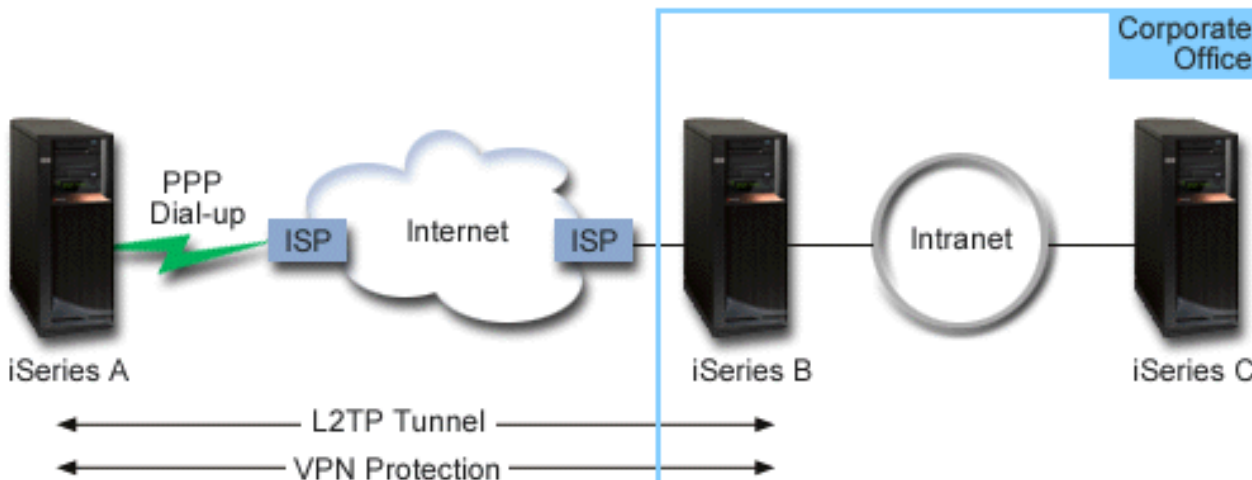 Corporate
Office
PPP
Dial-up
ISP
Internet
ISP
Intranet
iSeries A
iSeries B
iSeries C
L2TP Tunnel
VPN Protection